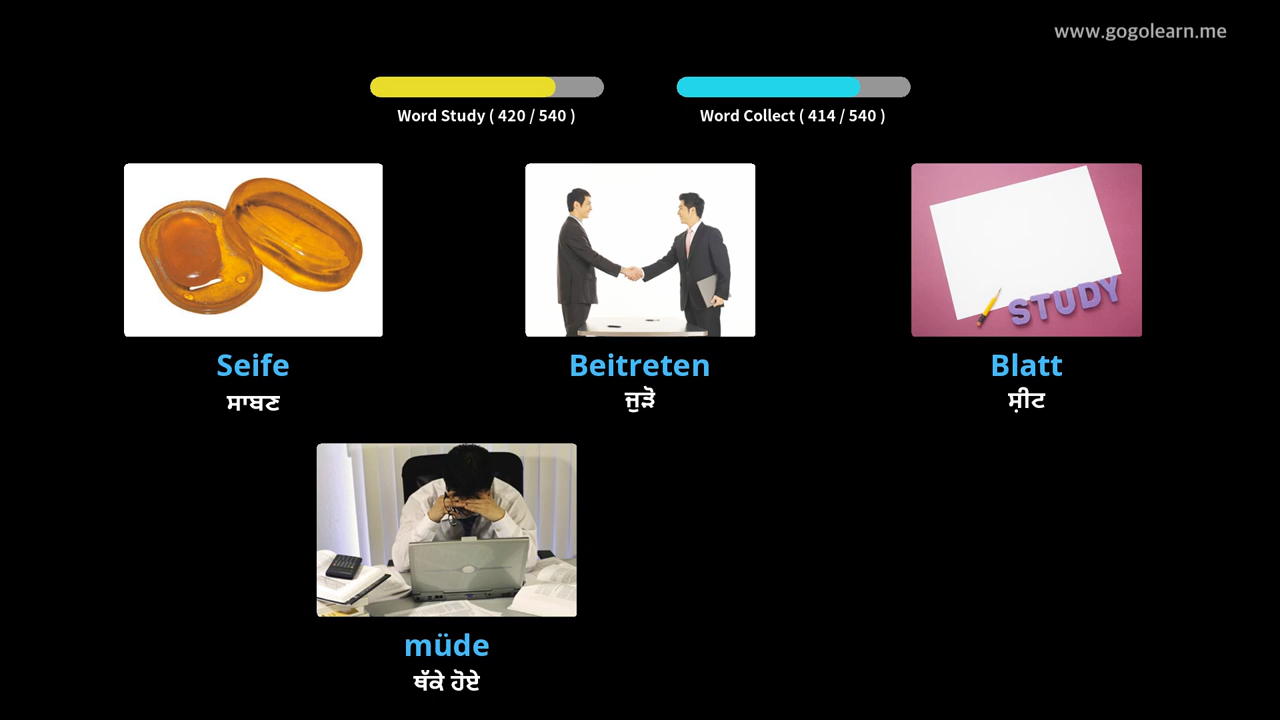 www.gogolearn.me
Word Study ( 420 / 540 )
Word Collect ( 414 / 540 )
STUDY
Seife
ਸਾਬਣ
Beitreten
ਜੁੜੋ
Blatt
ਸ਼ੀਟ
müde
ਥੱਕੇ ਹੋਏ